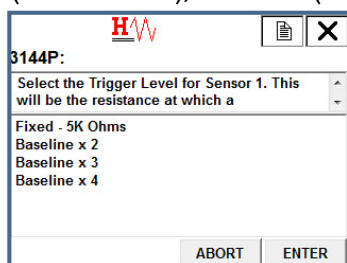 H
3144P:
Select the Trigger Level for Sensor 1. This
will be the resistance at which a
Fixed - 5K Ohms
Baseline x 2
Baseline x 3
Baseline x 4
ABORT
ENTER